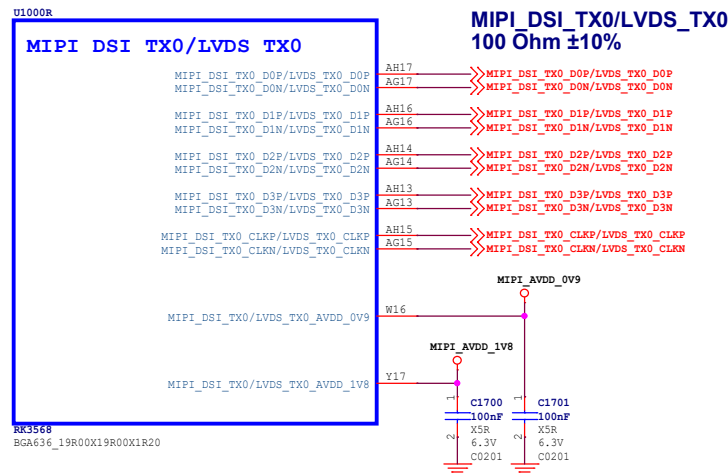 U1000R
MIPI_DSI_TX0/LVDS_TX0
100 Ohm ±10%
MIPI DSI TX0/LVDS TX0
MIPI_DSI_TX0_D0P/LVDS_TX0_D0P AH17 MIPI_DSI_TX0_D0P/LVDS_TX0_D0P
MIPI_DSI_TX0_D0N/LVDS_TX0_D0N AG17 MIPI_DSI_TX0_D0N/LVDS_TX0_D0N
MIPI_DSI_TX0_D1P/LVDS_TX0_D1P AH16 MIPI_DSI_TX0_D1P/LVDS_TX0_D1P
MIPI_DSI_TX0_D1N/LVDS_TX0_D1N AG16 MIPI_DSI_TX0_D1N/LVDS_TX0_D1N
MIPI_DSI_TX0_D2P/LVDS_TX0_D2P AH14 MIPI_DSI_TX0_D2P/LVDS_TX0_D2P
MIPI_DSI_TX0_D2N/LVDS_TX0_D2N AG14 MIPI_DSI_TX0_D2N/LVDS_TX0_D2N
MIPI_DSI_TX0_D3P/LVDS_TX0_D3P AH13 MIPI_DSI_TX0_D3P/LVDS_TX0_D3P
MIPI_DSI_TX0_D3N/LVDS_TX0_D3N AG13 MIPI_DSI_TX0_D3N/LVDS_TX0_D3N
MIPI_DSI_TX0_CLKP/LVDS_TX0_CLKP AH15 MIPI_DSI_TX0_CLKP/LVDS_TX0_CLKP
MIPI_DSI_TX0_CLKN/LVDS_TX0_CLKN AG15 MIPI_DSI_TX0_CLKN/LVDS_TX0_CLKN
MIPI_AVDD_0V9
MIPI_DSI_TX0/LVDS_TX0_AVDD_0V9 W16
MIPI_AVDD_1V8
MIPI_DSI_TX0/LVDS_TX0_AVDD_1V8 Y17
1 C1700 1 C1701
100nF 100nF
2 X5R 2 X5R
6.3V 6.3V
C0201 C0201
RK3568
BGA636_19R00X19R00X1R20